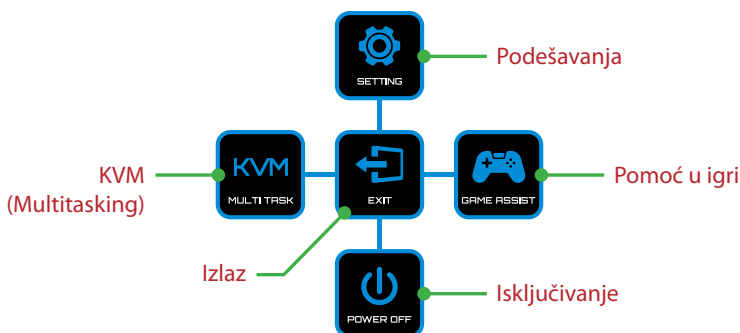 SETTING
Podešavanja
KVM
(Multitasking)
KVM
MULTI TASK
EXIT
GAME ASSIST
Pomoć u igri
Izlaz
POWER OFF
Isključivanje